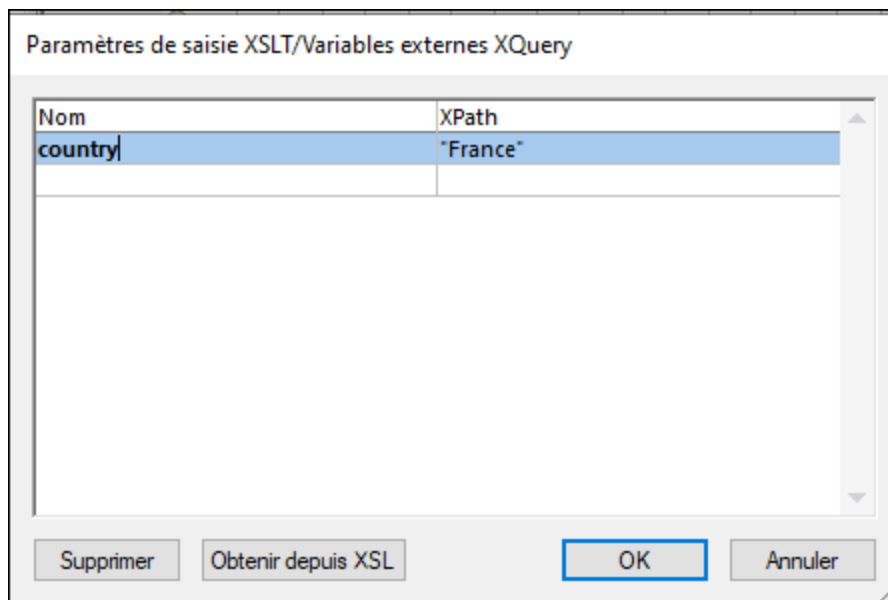 Paramètres de saisie XSLT/Variables externes XQuery
Nom XPath
country "France"
Supprimer Obtenir depuis XSL OK Annuler